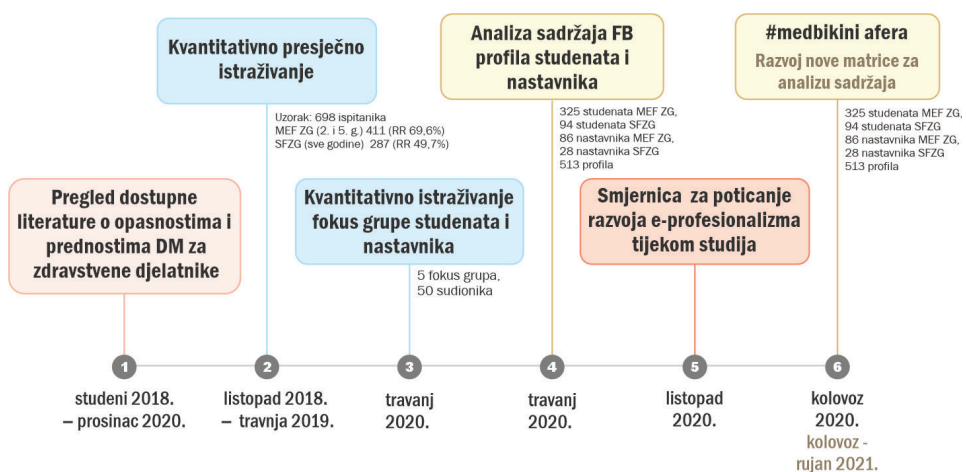 Kvantitativno presječno
istraživanje
Uzorak: 698 ispitanika
MEF ZG (2. i 5. g.) 411 (RR 69,6%)
SFZG (sve godine) 287 (RR 49,7%)
Analiza sadržaja FB
profila studenata i
nastavnika
325 studenata MEF ZG,
94 studenata SFZG
86 nastavnika MEF ZG,
28 nastavnika SFZG
513 profila
#medbikini afera
Razvoj nove matrice za
analizu sadržaja
325 studenata MEF ZG,
94 studenata SFZG
86 nastavnika MEF ZG,
28 nastavnika SFZG
513 profila
Pregled dostupne
literature o opasnostima i
prednostima DM za
zdravstvene djelatnike
Kvantitativno istraživanje
fokus grupe studenata i
nastavnika
5 fokus grupa,
50 sudionika
Smjernica za poticanje
razvoja e-profesionalizma
tijekom studija
1
2
3
4
5
6
studeni 2018.
– prosinac 2020.
listopad 2018.
– travnja 2019.
travanj
2020.
travanj
2020.
listopad
2020.
kolovoz
2020.
kolovoz -
rujan 2021.